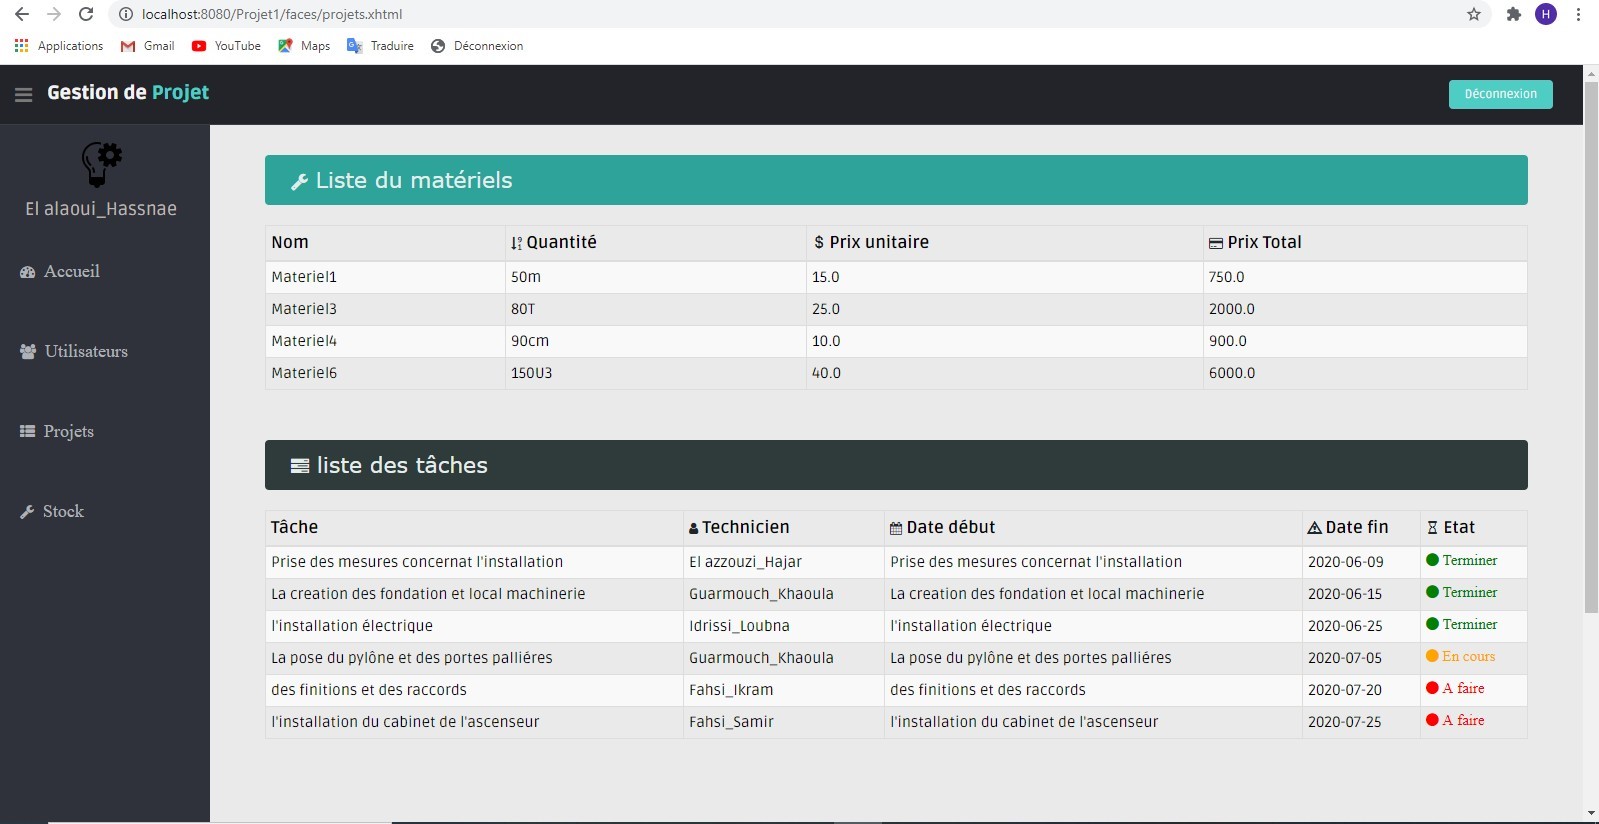 localhost:8080/Projet1/faces/projets.xhtml
H
Applications Gmail YouTube Maps Traduire Déconnexion
Gestion de Projet
Déconnexion
El alaoui_Hassnae
Accueil
Utilisateurs
Projets
Stock
Liste du matériels
Nom Quantité Prix unitaire Prix Total
Materiel1 50m 15.0 750.0
Materiel3 80T 25.0 2000.0
Materiel4 90cm 10.0 900.0
Materiel6 150U3 40.0 6000.0
liste des tâches
Tâche Technicien Date début Date fin Etat
Prise des mesures concernat l'installation El azzouzi_Hajar Prise des mesures concernat l'installation 2020-06-09 Terminer
La creation des fondation et local machinerie Guarmouch_Khaoula La creation des fondation et local machinerie 2020-06-15 Terminer
l'installation électrique Idrissi_Loubna l'installation électrique 2020-06-25 Terminer
La pose du pylône et des portes palliéres Guarmouch_Khaoula La pose du pylône et des portes palliéres 2020-07-05 En cours
des finitions et des raccords Fahsi_Ikram des finitions et des raccords 2020-07-20 A faire
l'installation du cabinet de l'ascenseur Fahsi_Samir l'installation du cabinet de l'ascenseur 2020-07-25 A faire